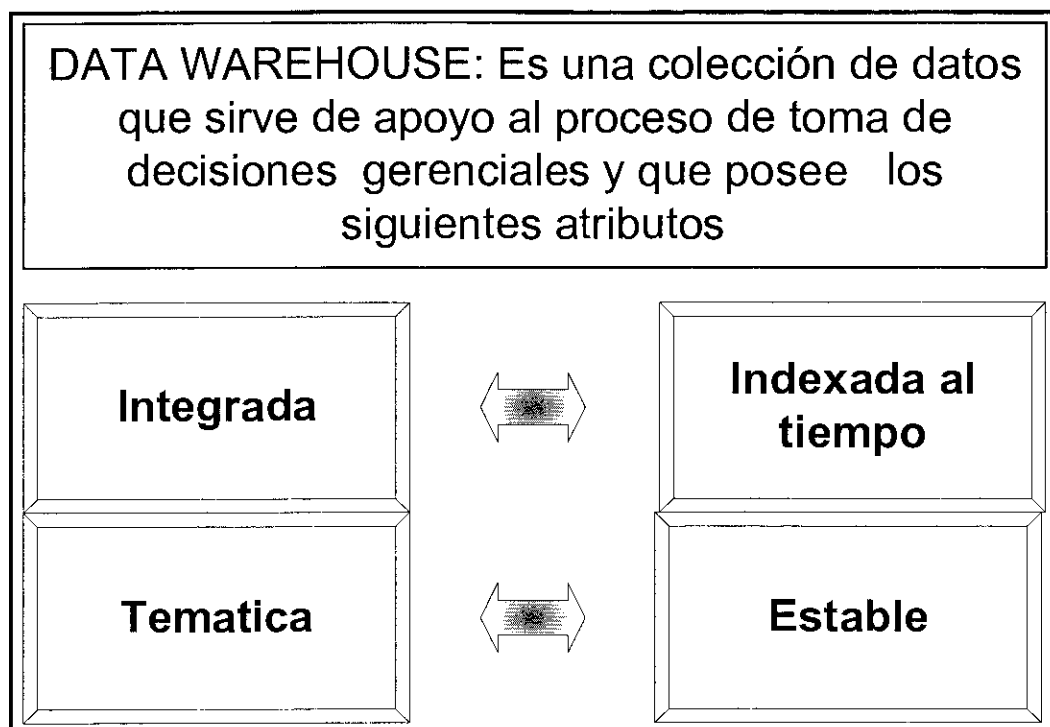 DATA WAREHOUSE: Es una colección de datos
que sirve de apoyo al proceso de toma de
decisiones gerenciales y que posee los
siguientes atributos
Integrada
Indexada al
tiempo
Tematica
Estable